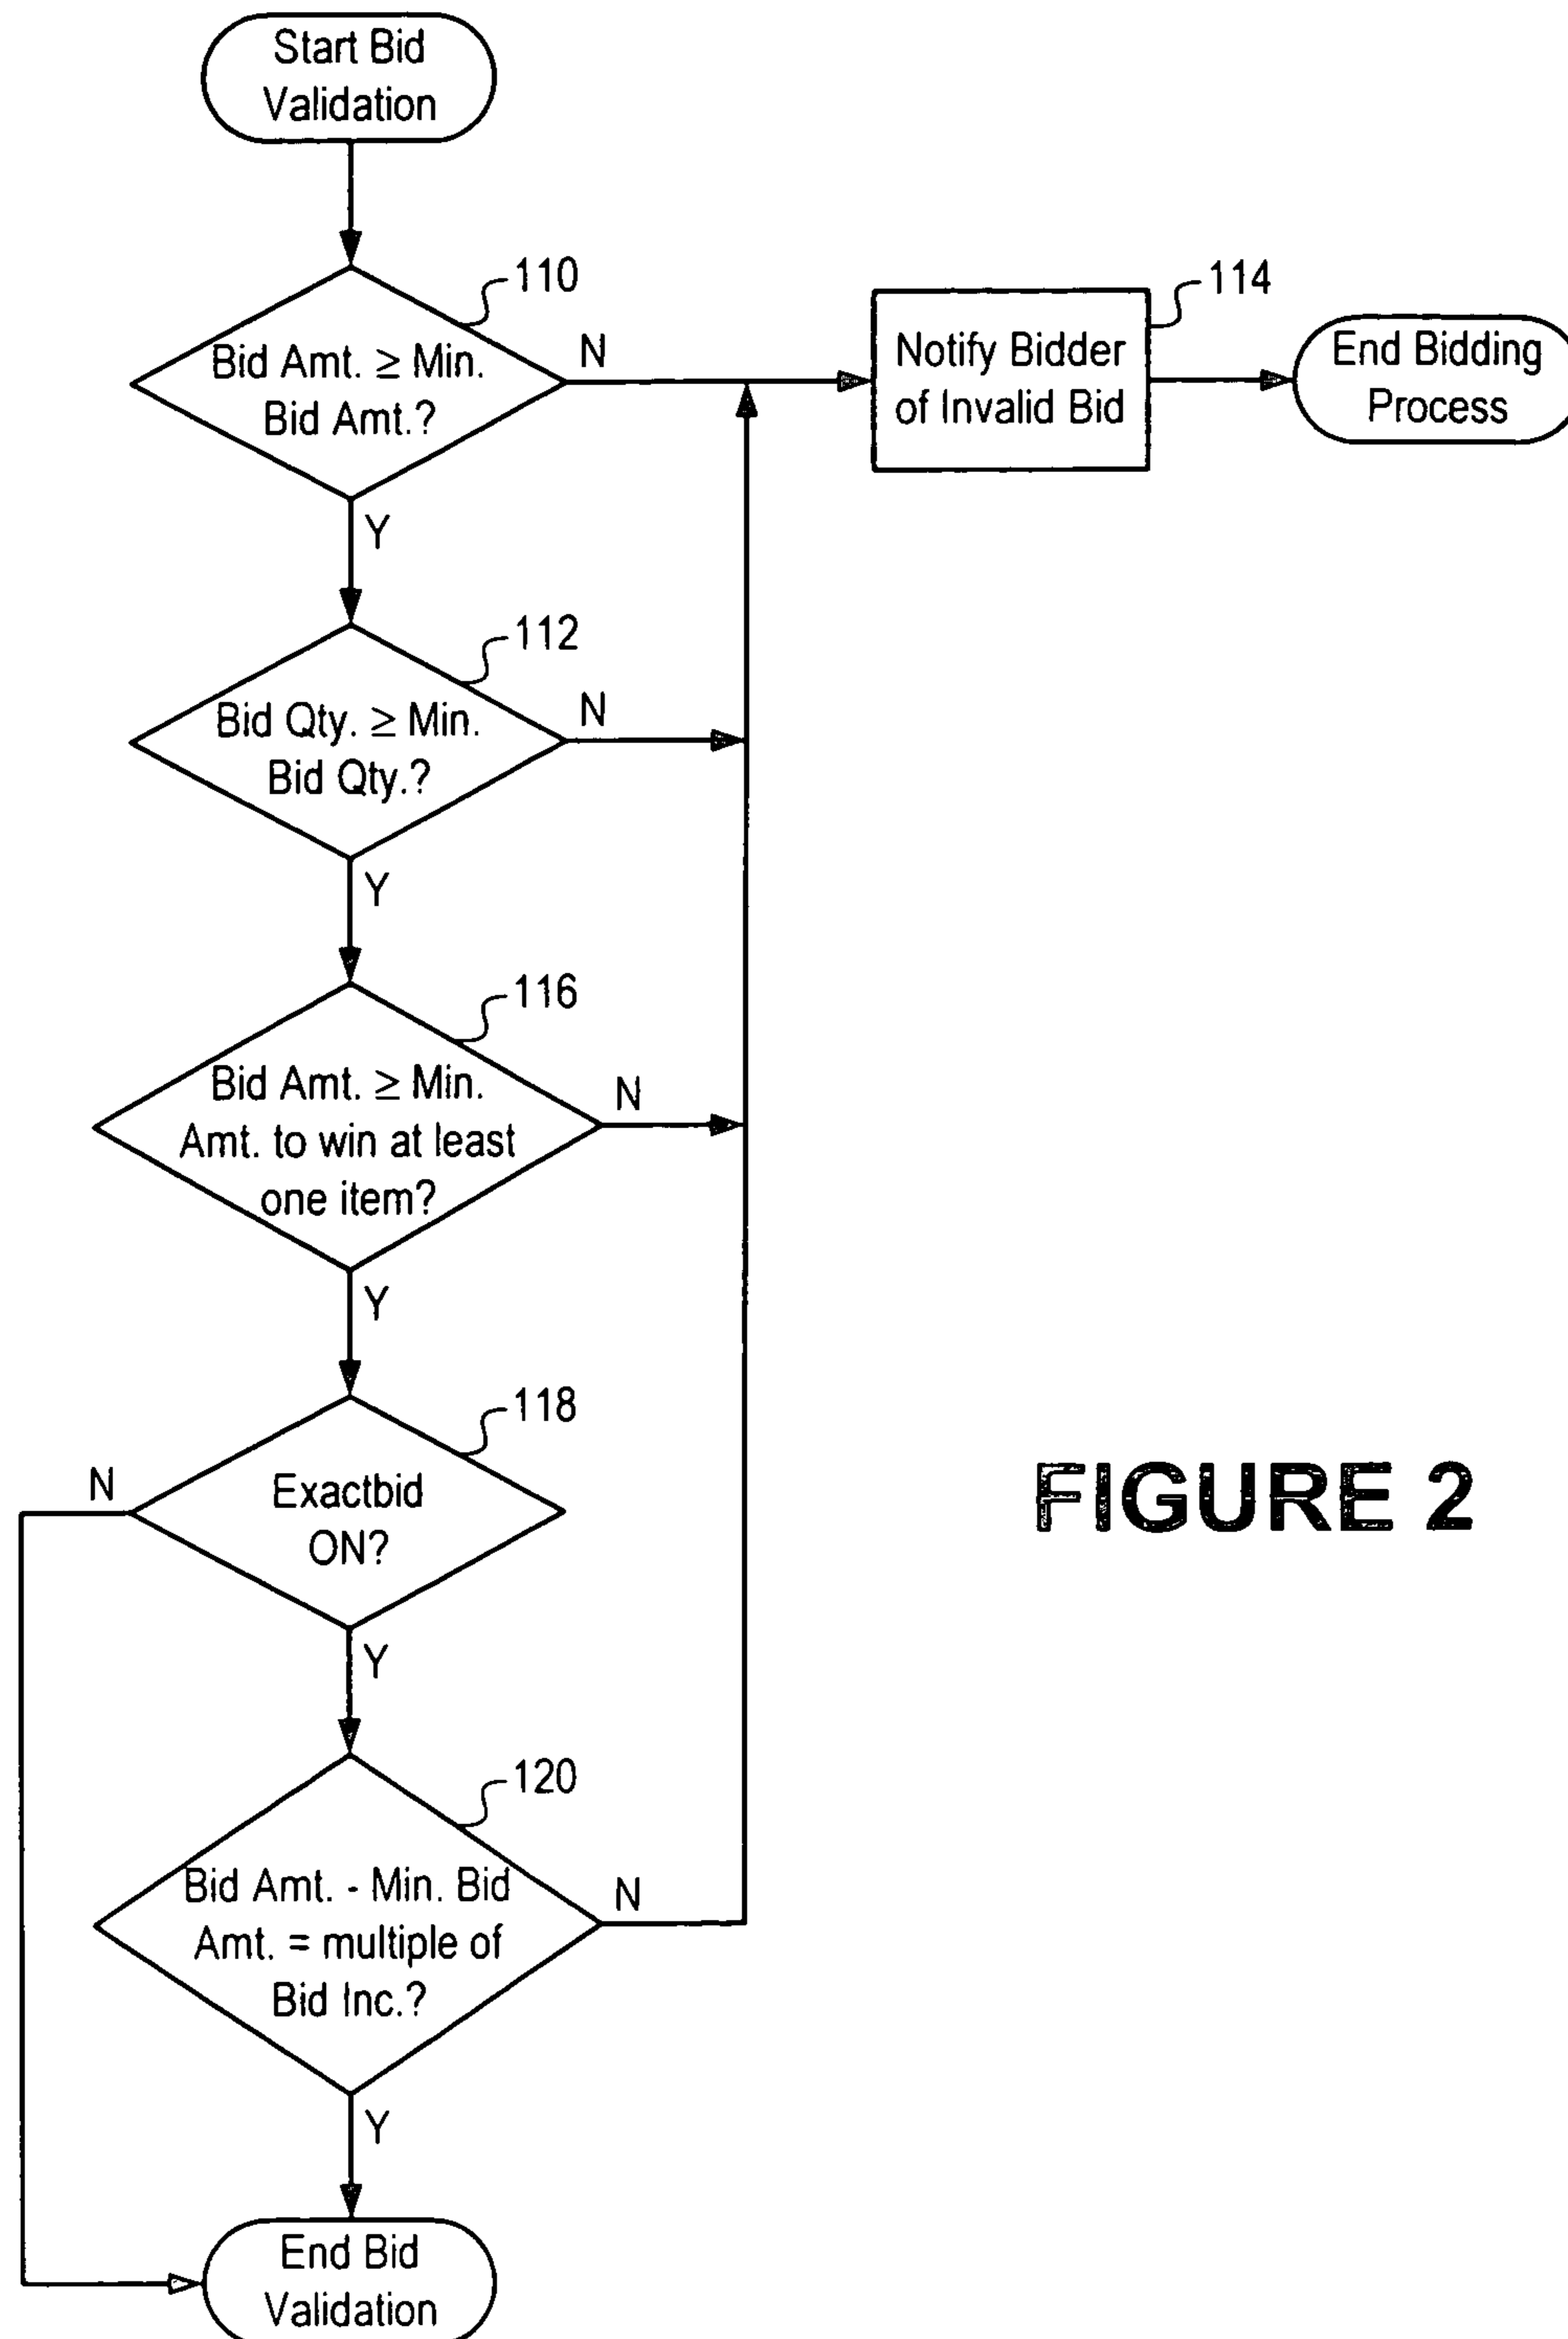 Start Bid
Validation
110
Bid Amt. ≥ Min.
Bid Amt.?
N
Y
114
Notify Bidder
of Invalid Bid
End Bidding
Process
112
Bid Qty. ≥ Min.
Bid Qty.?
N
Y
116
Bid Amt. ≥ Min.
Amt. to win at least
one item?
N
Y
118
N
Exactbid
ON?
Y
FIGURE 2
120
Bid Amt. - Min. Bid
Amt. = multiple of
Bid Inc.?
N
Y
End Bid
Validation